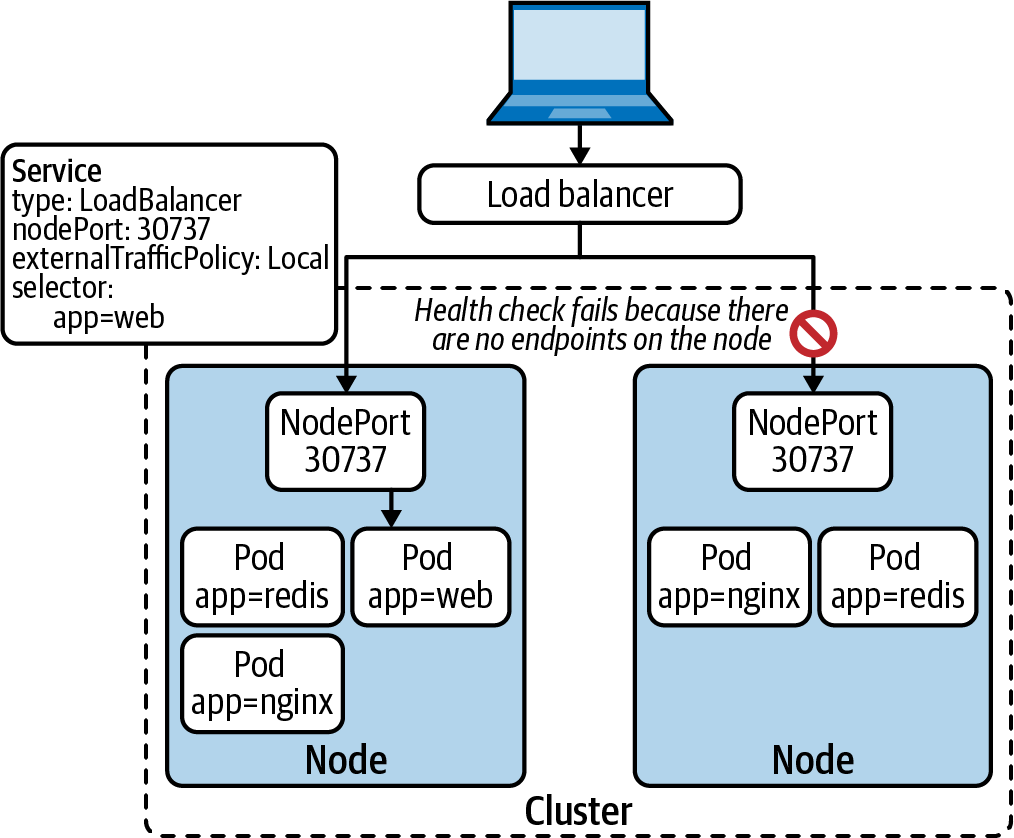 Load balancer
Service
type: LoadBalancer
nodePort: 30737
externalTrafficPolicy: Local
selector:
app=web
Health check fails because there
are no endpoints on the node
NodePort
30737
Pod
app=redis
Pod
app=web
Pod
app=nginx
Node
NodePort
30737
Pod
app=nginx
Pod
app=redis
Node
Cluster